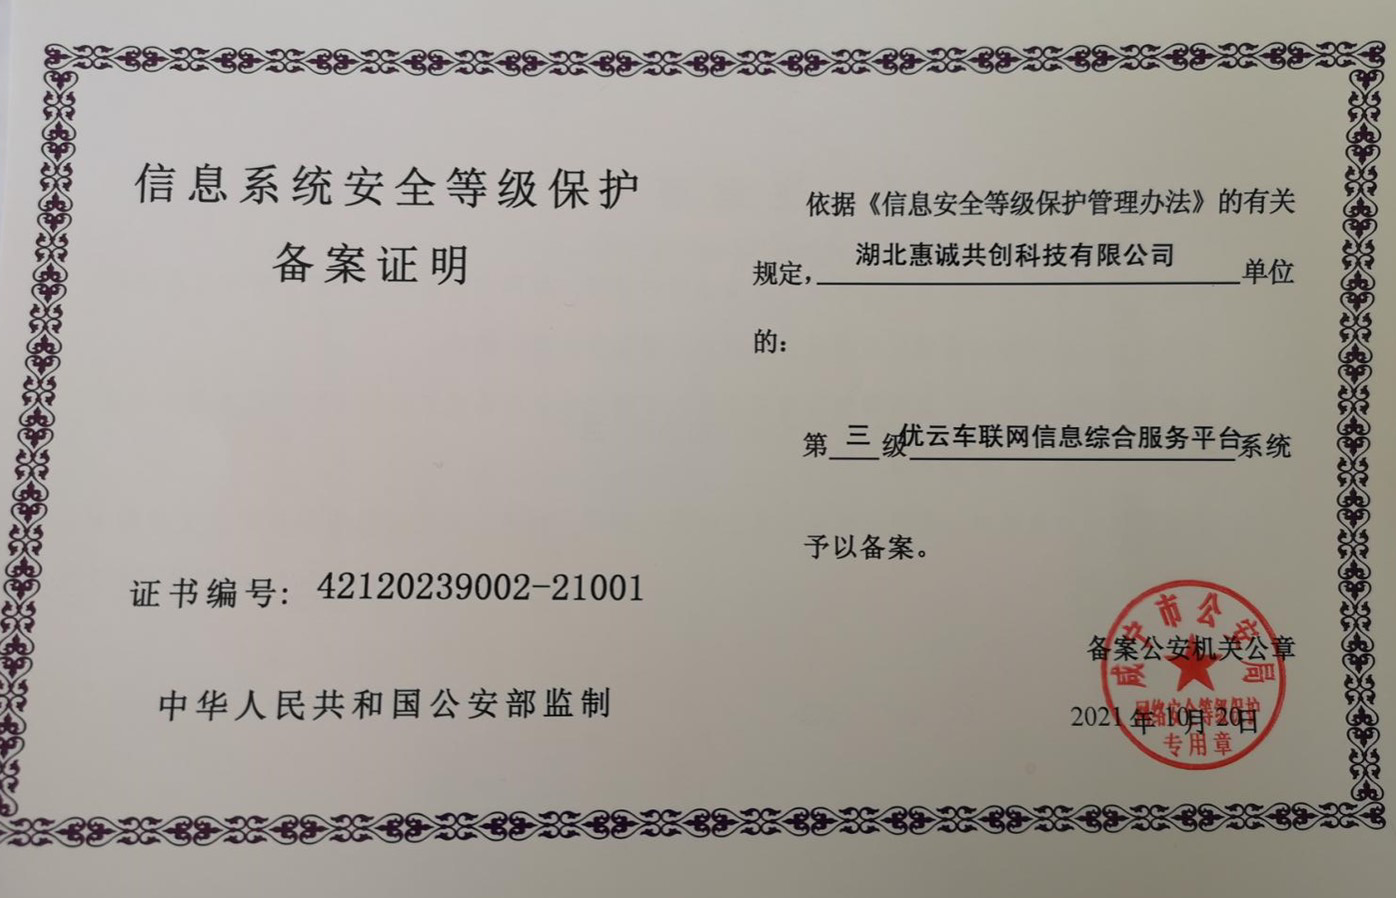 信息系统安全等级保护
备案证明
证书编号: 42120239002-21001
中华人民共和国公安部监制
依据《信息安全等级保护管理办法》的有关
规定,湖北惠诚共创科技有限公司单位
的:
第三级优云车联网信息综合服务平台系统
予以备案。
备案公安机关公章
2021年10月20日
咸宁市公安局
网络安全等级保护
专用章